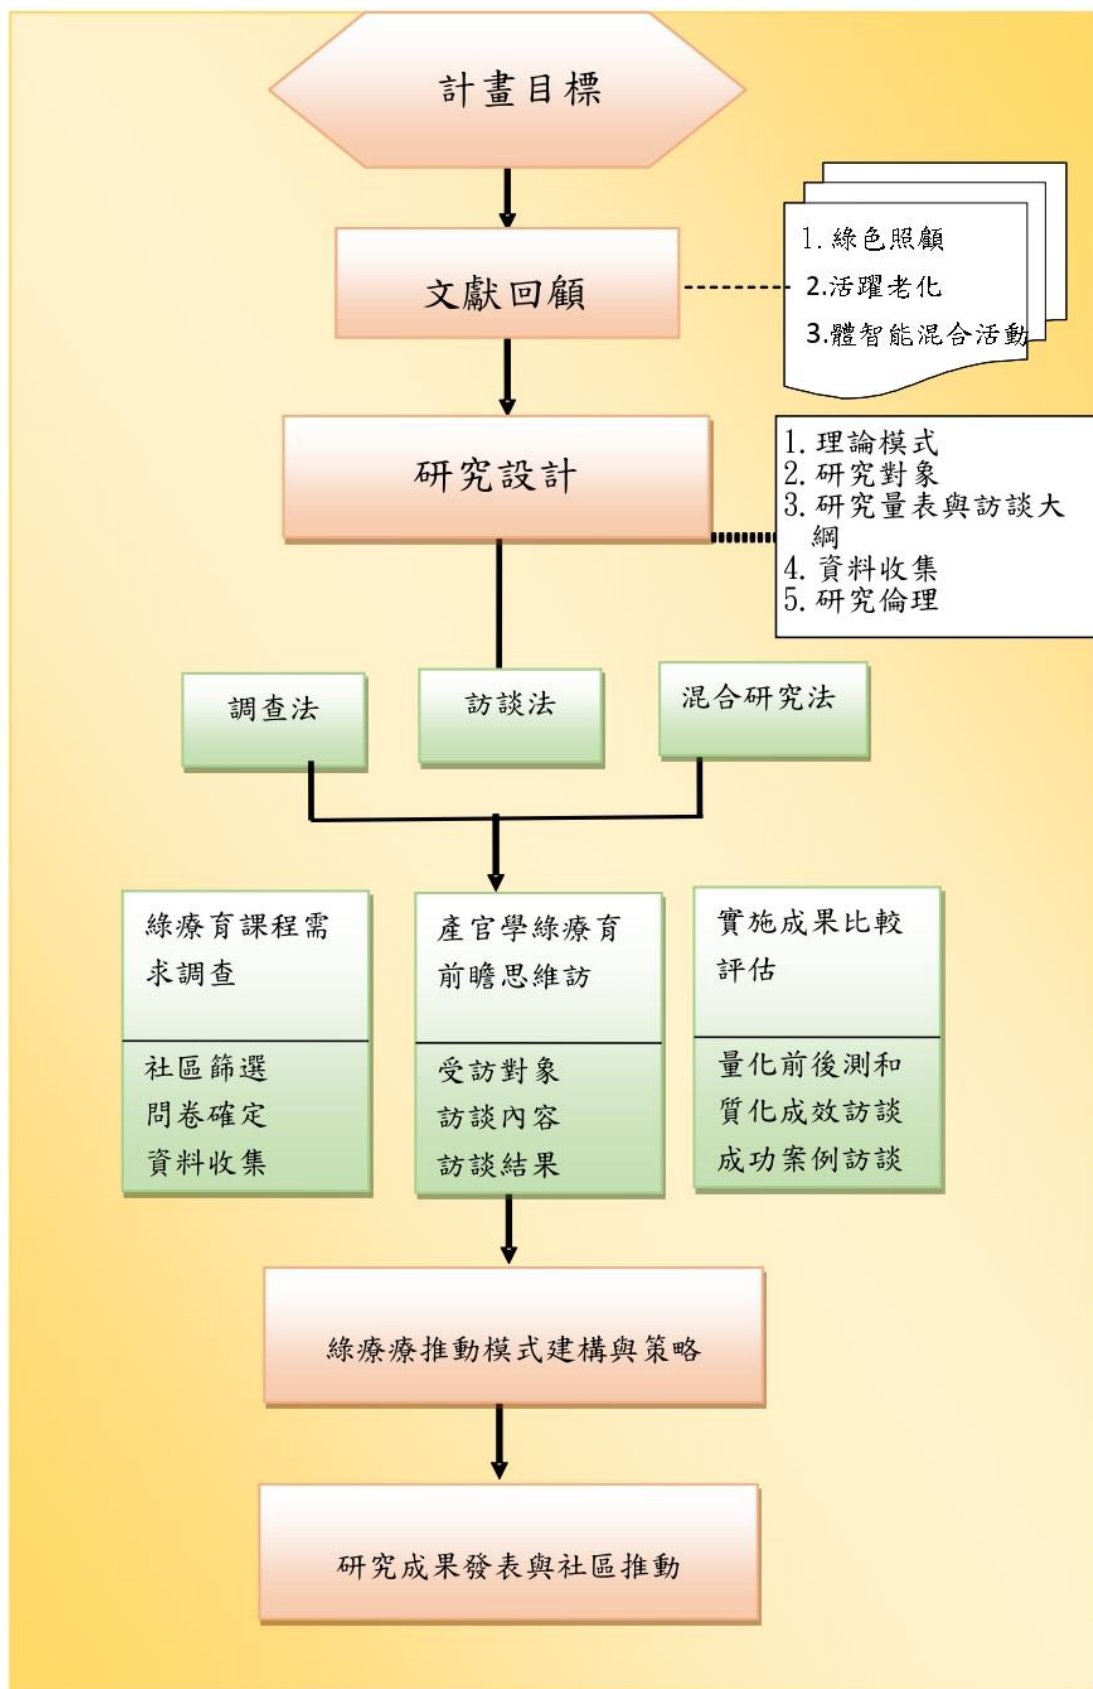 計畫目標
文獻回顧
1. 綠色照顧
2.活躍老化
3.體智能混合活動
研究設計
1. 理論模式
2. 研究對象
3. 研究量表與訪談大
綱
4. 資料收集
5. 研究倫理
調查法
訪談法
混合研究法
綠療育課程需
求調查
社區篩選
問卷確定
資料收集
產官學綠療育
前瞻思維訪
受訪對象
訪談內容
訪談結果
實施成果比較
評估
量化前後測和
質化成效訪談
成功案例訪談
綠療療推動模式建構與策略
研究成果發表與社區推動